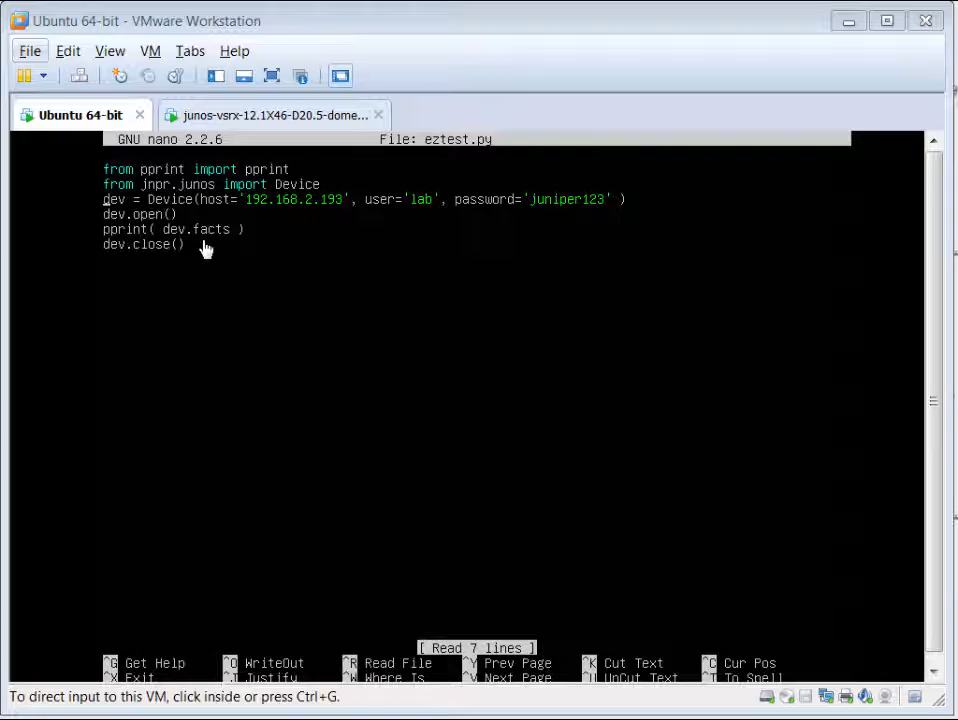 Ubuntu 64-bit - VMware Workstation
File Edit View VM Tabs Help
Ubuntu 64-bit junos-vsrx-12.1X46-D20.5-dome...
GNU nano 2.2.6 File: eztest.py
from pprint import pprint
from jnpr.junos import Device
dev = Device(host='192.168.2.193', user='lab', password='juniper123' )
dev.open()
pprint( dev.facts )
dev.close()
[ Read 7 lines ]
^G Get Help ^O WriteOut ^R Read File ^Y Prev Page ^K Cut Text ^C Cur Pos
^X Exit ^J Justify ^W Where Is ^V Next Page ^U UnCut Text ^T To Spell
To direct input to this VM, click inside or press Ctrl+G.